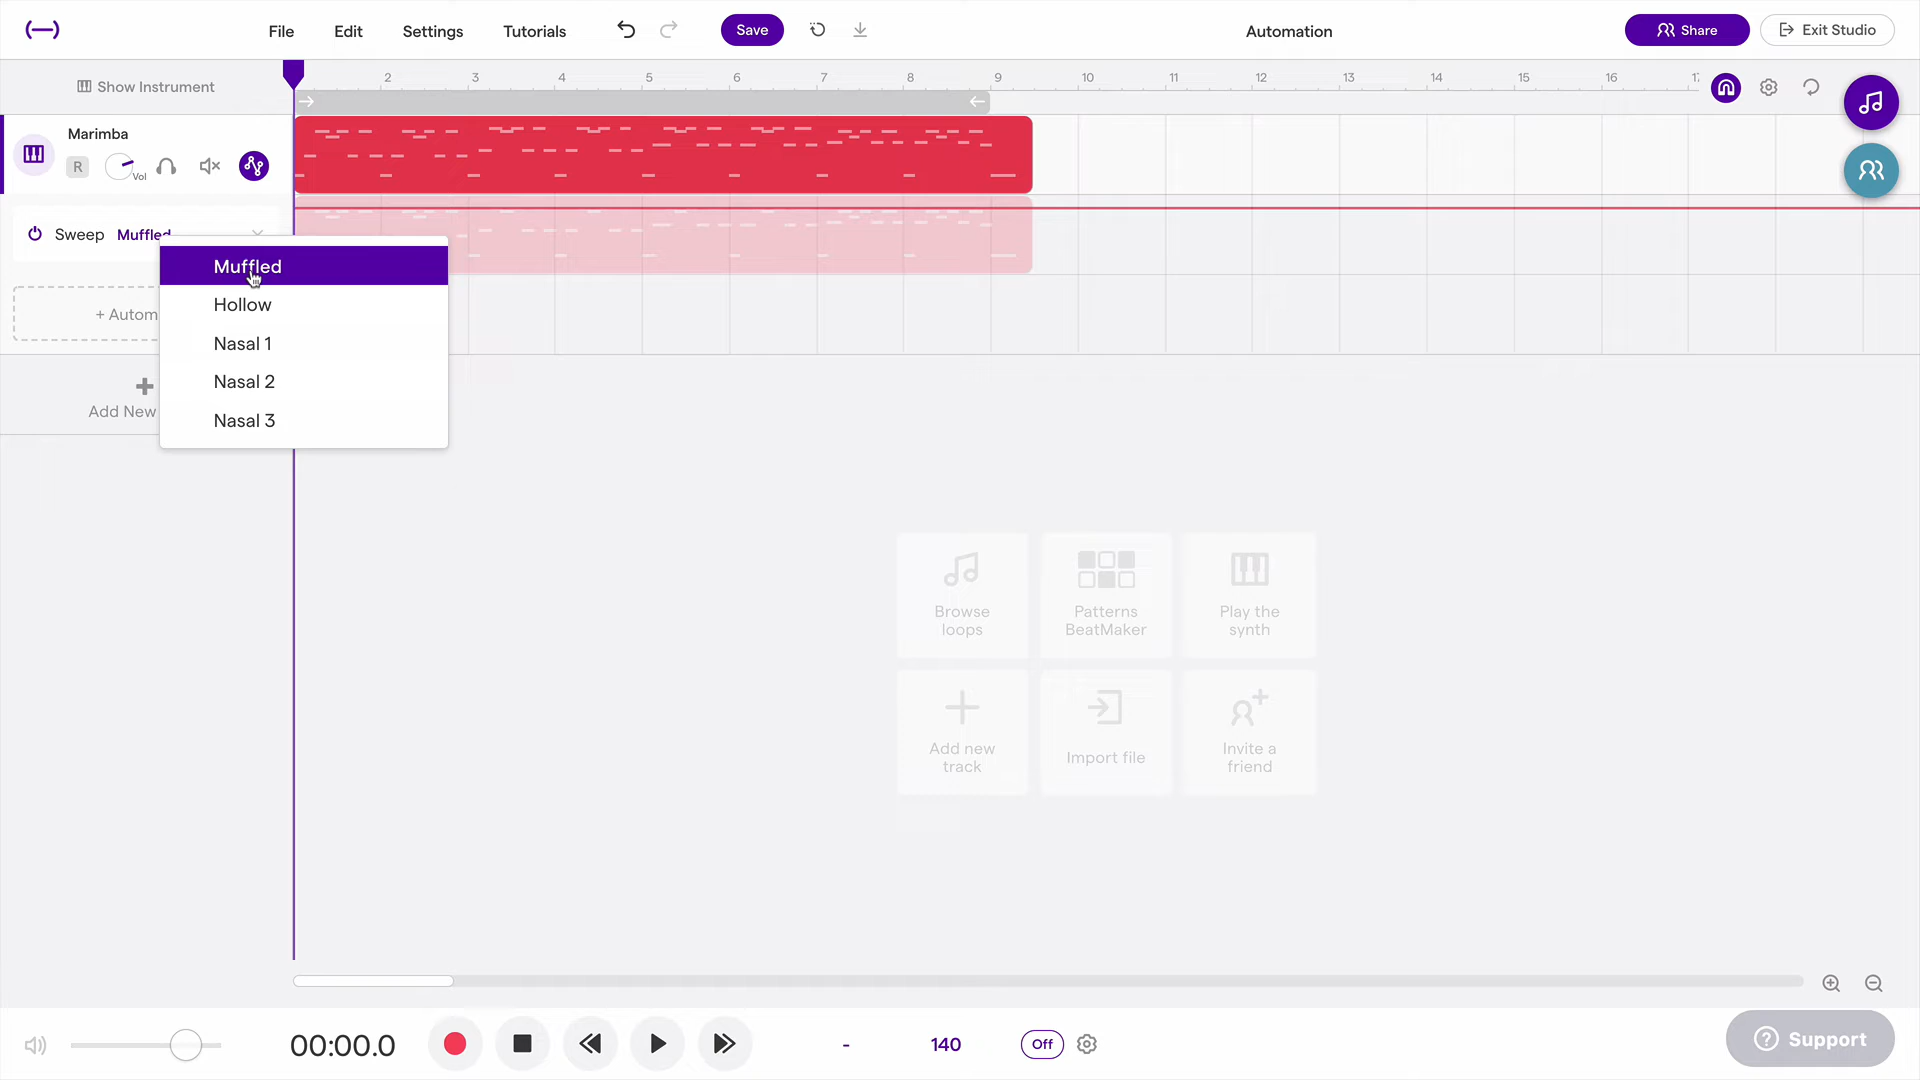 File
Edit
Settings
Tutorials
Save
Automation
Share
Exit Studio
Show Instrument
2 3 4 5 6 7 8 9 10 11 12 13 14 15 16
Marimba
R
Vol
Sweep Muffled
Muffled
Hollow
Nasal 1
Nasal 2
Nasal 3
+ Autom
Add New
Browse
loops
Patterns
BeatMaker
Play the
synth
Add new
track
Import file
Invite a
friend
00:00.0
-
140
Off
Support